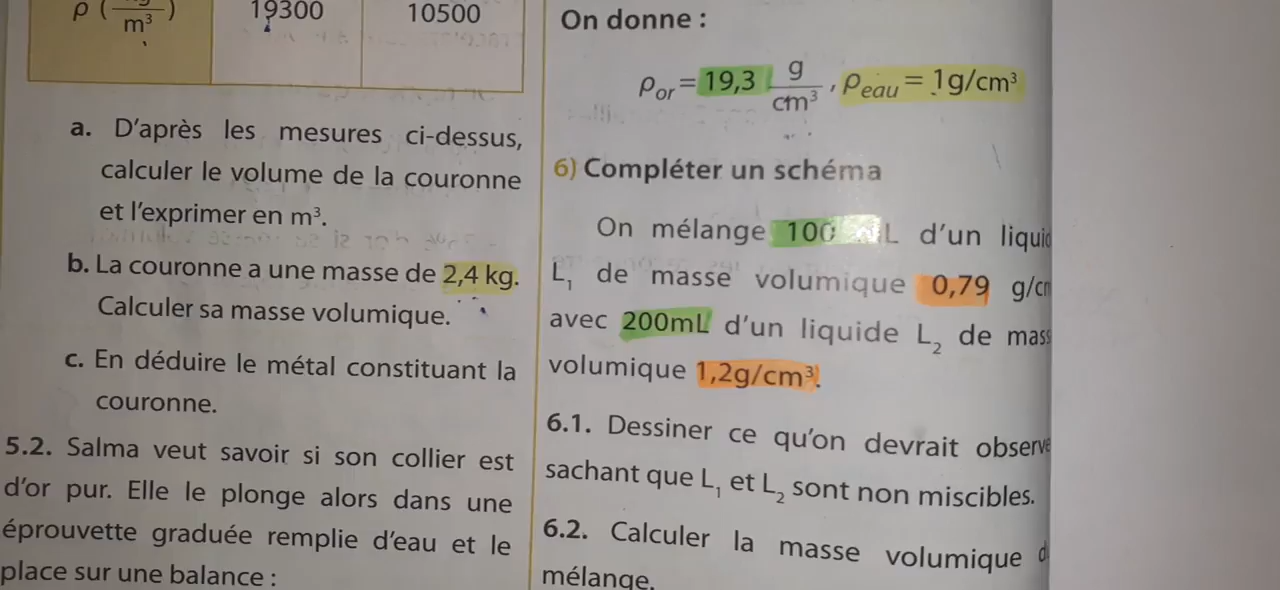 ρ ( /m³) 19300 10500
a. D'après les mesures ci-dessus,
calculer le volume de la couronne
et l'exprimer en m³.
b. La couronne a une masse de 2,4 kg.
Calculer sa masse volumique.
c. En déduire le métal constituant la
couronne.
5.2. Salma veut savoir si son collier est
d'or pur. Elle le plonge alors dans une
éprouvette graduée remplie d'eau et le
place sur une balance :
On donne :
ρor = 19,3 g/cm³ , ρeau = 1g/cm³
6) Compléter un schéma
On mélange 100 L d'un liquid
L₁ de masse volumique 0,79 g/cm
avec 200mL d'un liquide L₂ de mass
volumique 1,2g/cm³.
6.1. Dessiner ce qu'on devrait observe
sachant que L₁ et L₂ sont non miscibles.
6.2. Calculer la masse volumique d
mélange.